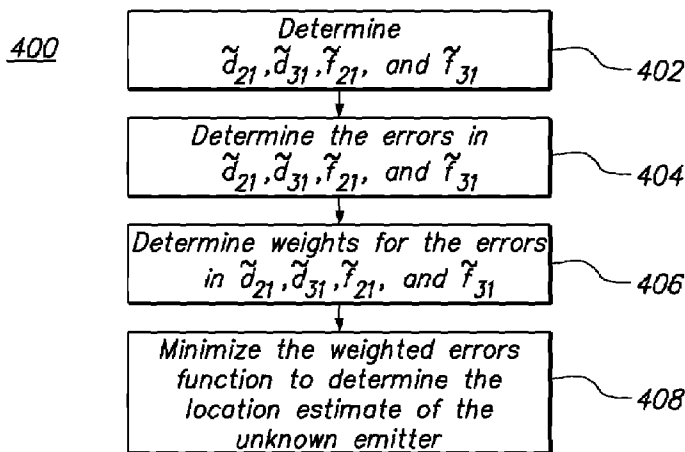 400
Determine
d̃21, d̃31, f̃21, and f̃31
402
Determine the errors in
d̃21, d̃31, f̃21, and f̃31
404
Determine weights for the errors
in d̃21, d̃31, f̃21, and f̃31
406
Minimize the weighted errors
function to determine the
location estimate of the
unknown emitter
408